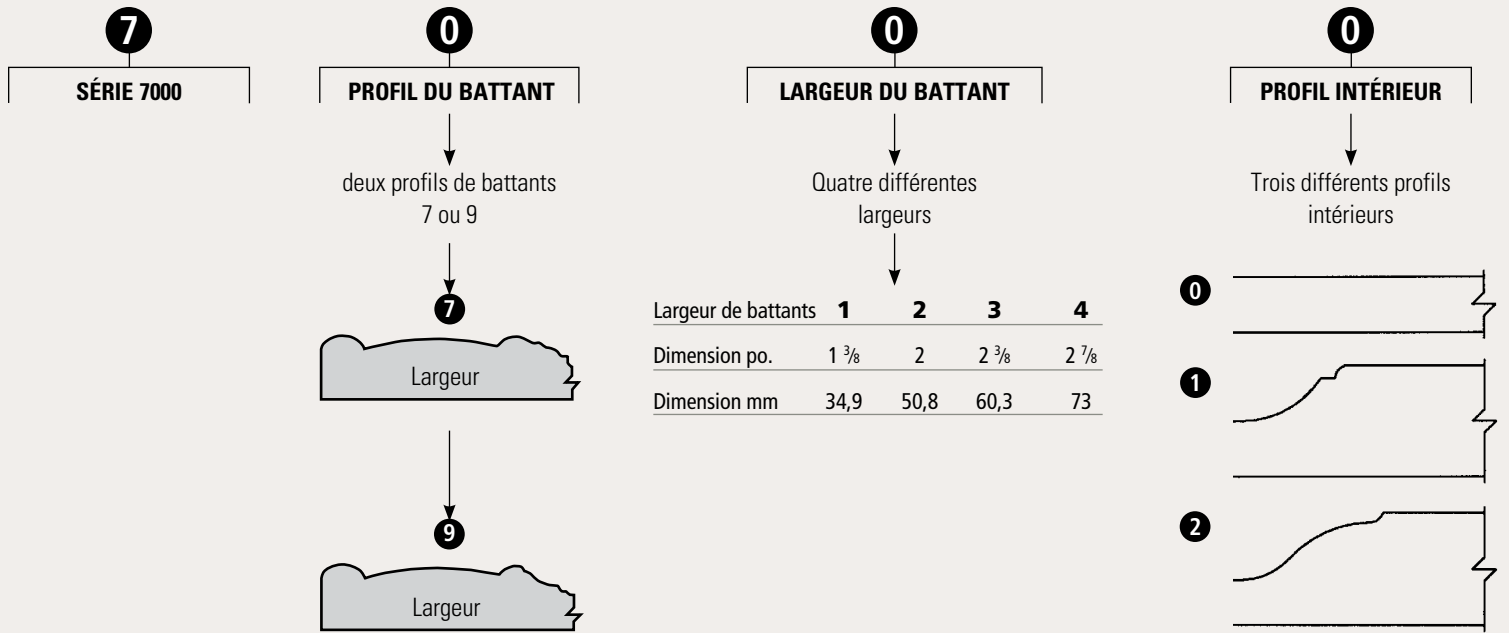 7 0 0 0
SÉRIE 7000 PROFIL DU BATTANT LARGEUR DU BATTANT PROFIL INTÉRIEUR
deux profils de battants
7 ou 9
7
Largeur
9
Largeur
Quatre différentes
largeurs
Largeur de battants 1 2 3 4
Dimension po. 1 3/8 2 2 3/8 2 7/8
Dimension mm 34,9 50,8 60,3 73
Trois différents profils
intérieurs
0
1
2